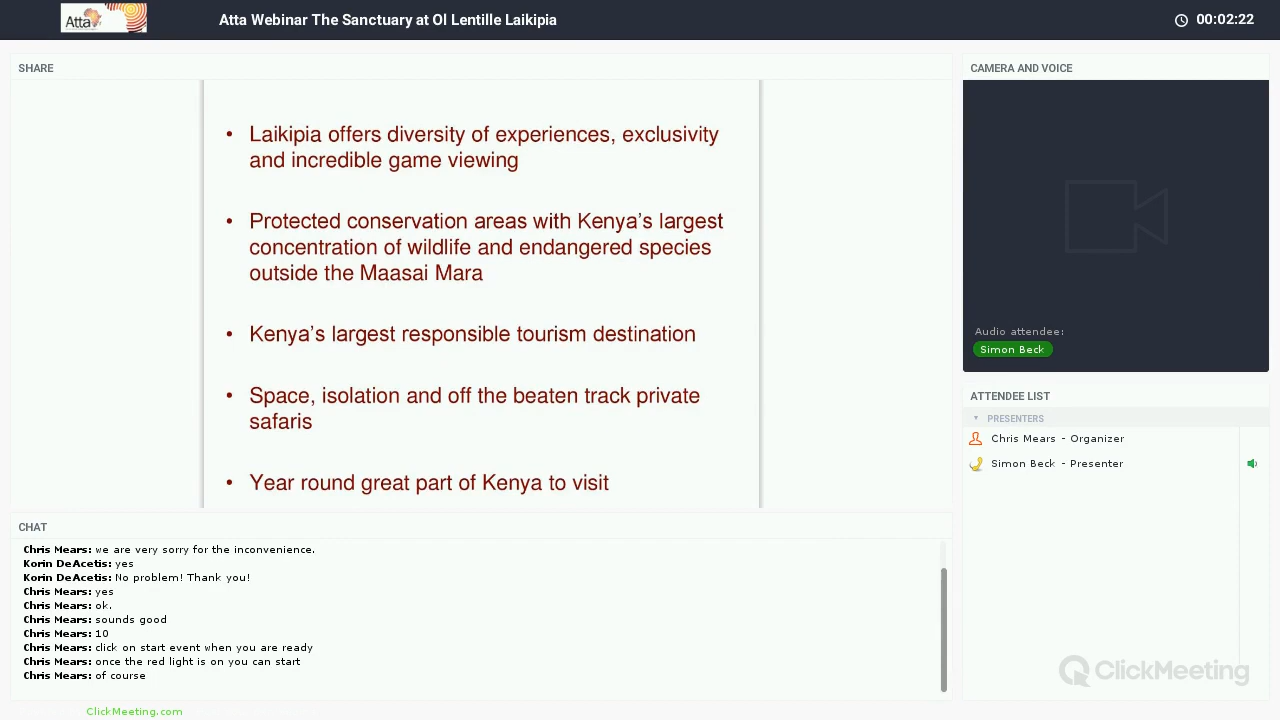 Atta
Atta Webinar The Sanctuary at Ol Lentille Laikipia
00:02:22
SHARE
• Laikipia offers diversity of experiences, exclusivity
and incredible game viewing
• Protected conservation areas with Kenya's largest
concentration of wildlife and endangered species
outside the Maasai Mara
• Kenya's largest responsible tourism destination
• Space, isolation and off the beaten track private
safaris
• Year round great part of Kenya to visit
CHAT
Chris Mears: we are very sorry for the inconvenience.
Korin DeAcetis: yes
Korin DeAcetis: No problem! Thank you!
Chris Mears: yes
Chris Mears: ok.
Chris Mears: sounds good
Chris Mears: 10
Chris Mears: click on start event when you are ready
Chris Mears: once the red light is on you can start
Chris Mears: of course
ClickMeeting.com
CAMERA AND VOICE
Audio attendee:
Simon Beck
ATTENDEE LIST
PRESENTERS
Chris Mears - Organizer
Simon Beck - Presenter
ClickMeeting